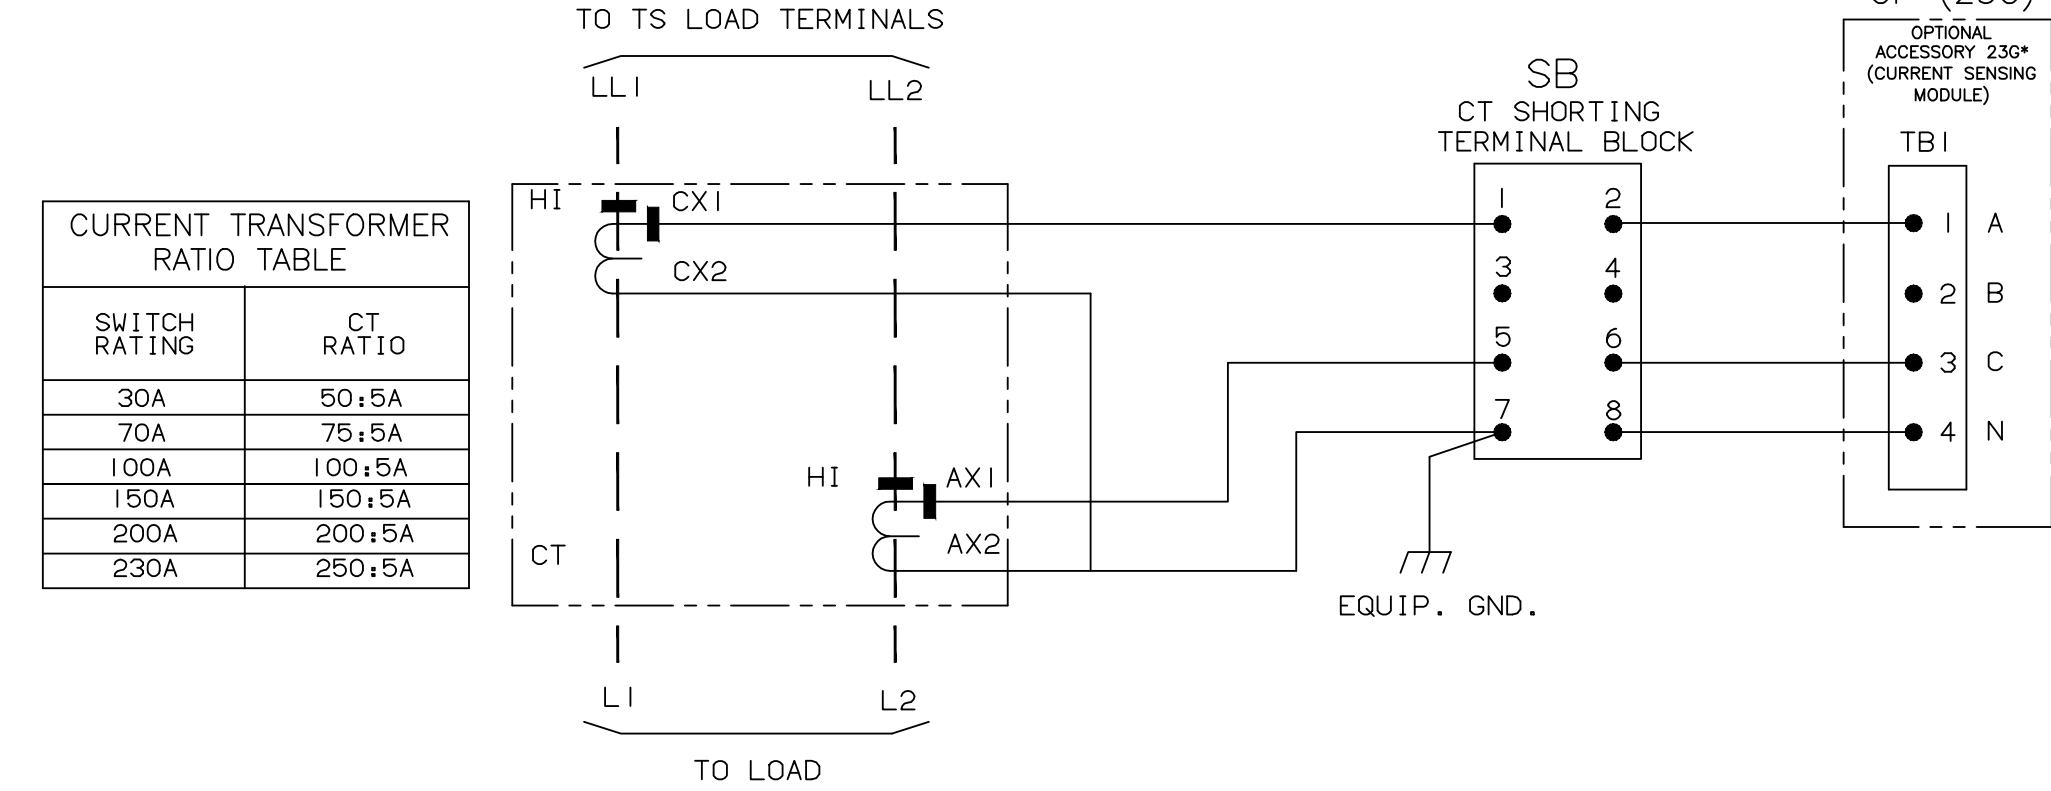 TO TS LOAD TERMINALS
LL1
LL2
HI
CX1
CX2
HI
AX1
AX2
CT
L1
L2
TO LOAD
CURRENT TRANSFORMER
RATIO TABLE
SWITCH
RATING
CT
RATIO
30A 50:5A
70A 75:5A
100A 100:5A
150A 150:5A
200A 200:5A
230A 250:5A
SB
CT SHORTING
TERMINAL BLOCK
1 2
3 4
5 6
7 8
EQUIP. GND.
OPTIONAL
ACCESSORY 23G*
(CURRENT SENSING
MODULE)
TB1
1 A
2 B
3 C
4 N